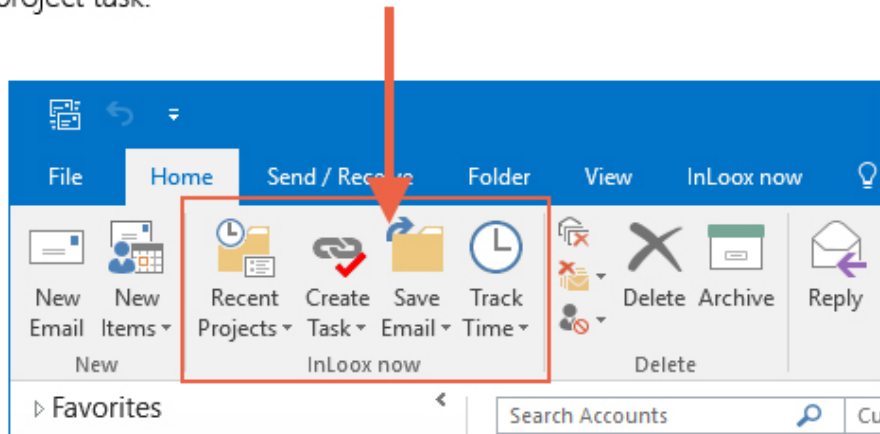 project task.
File Home Send / Receive Folder View InLoox now
New Email
New Items
Recent Projects
Create Task
Save Email
Track Time
Delete
Archive
Reply
New
InLoox now
Delete
Favorites
Search Accounts
Cu